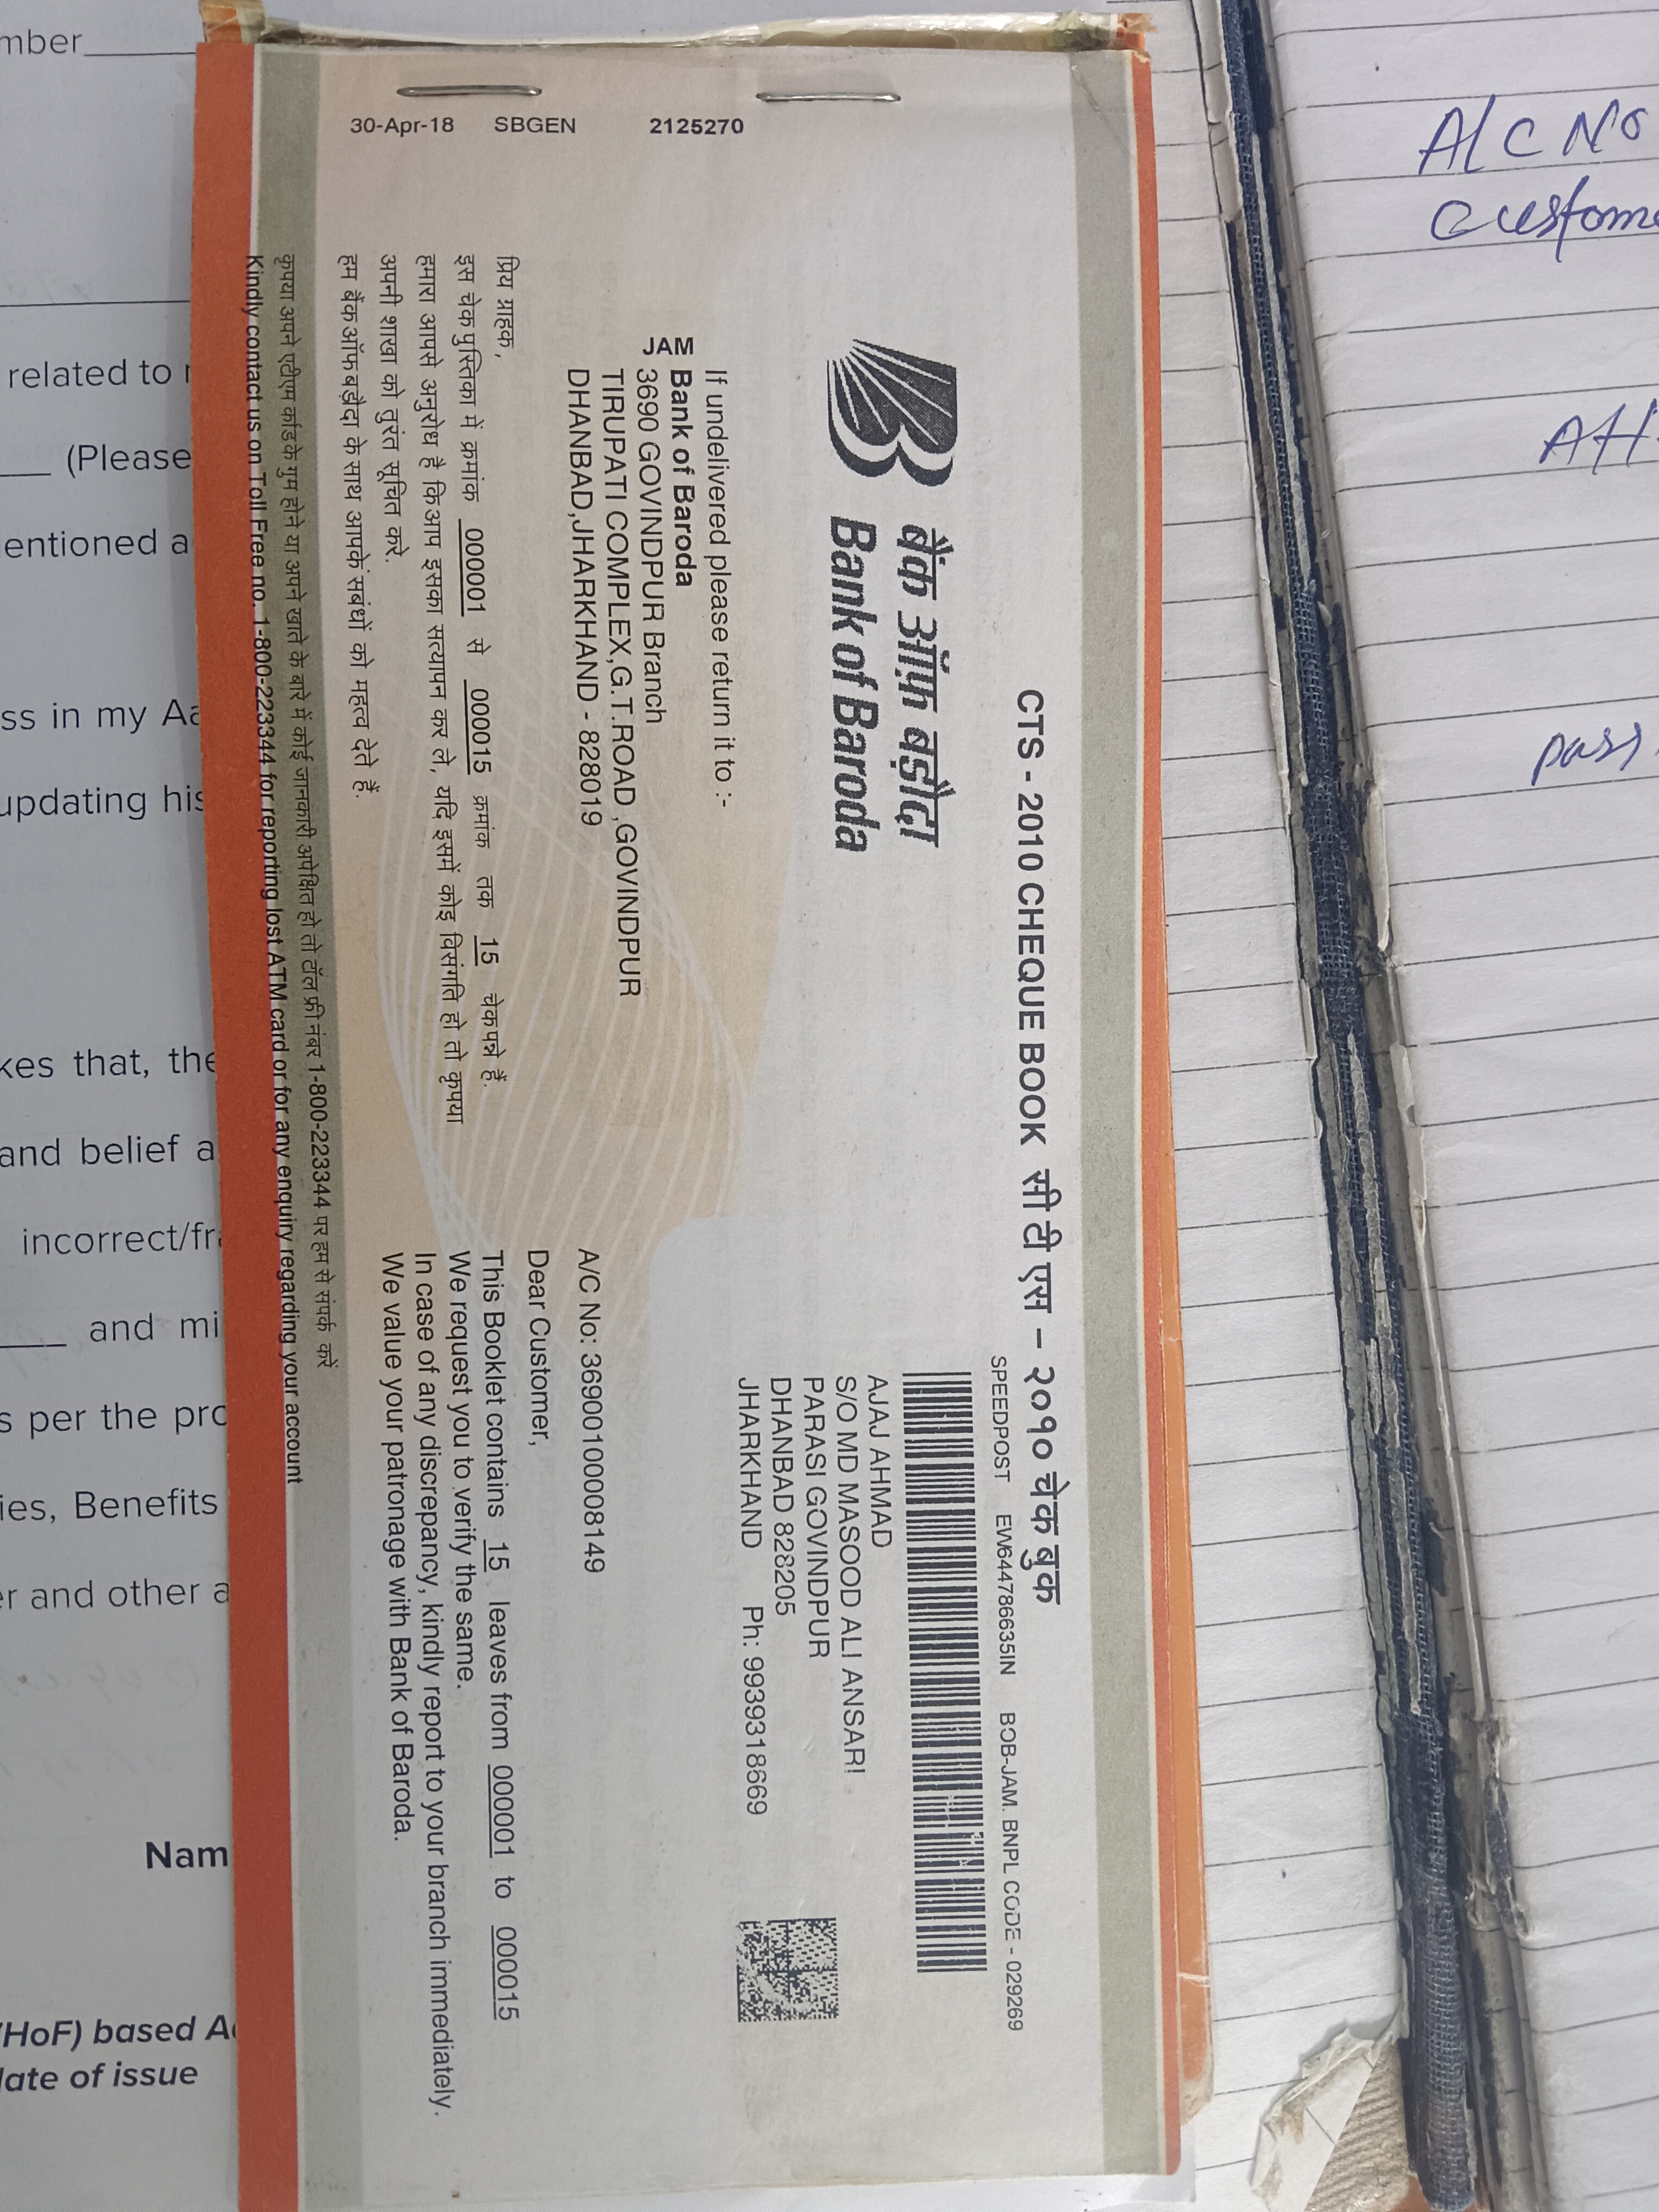 CTS - 2010 CHEQUE BOOK सी टी एस – २०१० चेक बुक
SPEEDPOST EW644786635IN BOB-JAM. BNPL CODE - 029269
बैंक ऑफ़ बड़ौदा
Bank of Baroda
AJAJ AHMAD
S/O MD MASOOD ALI ANSARI
PARASI GOVINDPUR
DHANBAD 828205
JHARKHAND Ph: 9939318669
If undelivered please return it to :-
Bank of Baroda
JAM
3690 GOVINDPUR Branch
TIRUPATI COMPLEX,G.T.ROAD ,GOVINDPUR
DHANBAD,JHARKHAND - 828019
A/C No: 36900100008149
30-Apr-18 SBGEN 2125270
प्रिय ग्राहक,
इस चेक पुस्तिका में क्रमांक 000001 से 000015 क्रमांक तक 15 चेकपन्ने हैं.
हमारा आपसे अनुरोध है किआप इसका सत्यापन कर ले, यदि इसमें कोइ विसंगति हो तो कृपया
अपनी शाखा को तुरंत सूचित करे.
हम बैंक ऑफ बड़ौदा के साथ आपके सबंधों को महत्व देते हैं.
Dear Customer,
This Booklet contains 15 leaves from 000001 to 000015
We request you to verify the same.
In case of any discrepancy, kindly report to your branch immediately.
We value your patronage with Bank of Baroda.
कृपया अपने एटीएम कार्ड के गुम होने या अपने खाते के बारे में कोई जानकारी अपेक्षित हो तो टॉल फ्री नंबर 1-800-223344 पर हम से संपर्क करें
Kindly contact us on Toll Free no. 1-800-223344 for reporting lost ATM card or for any enquiry regarding your account
A/C No
Custome
AH
pass
mber
related to
(Please
entioned a
ss in my Aa
updating his
kes that, the
and belief a
incorrect/fra
and mi
s per the pro
ies, Benefits
er and other a
Nam
(HoF) based A
date of issue